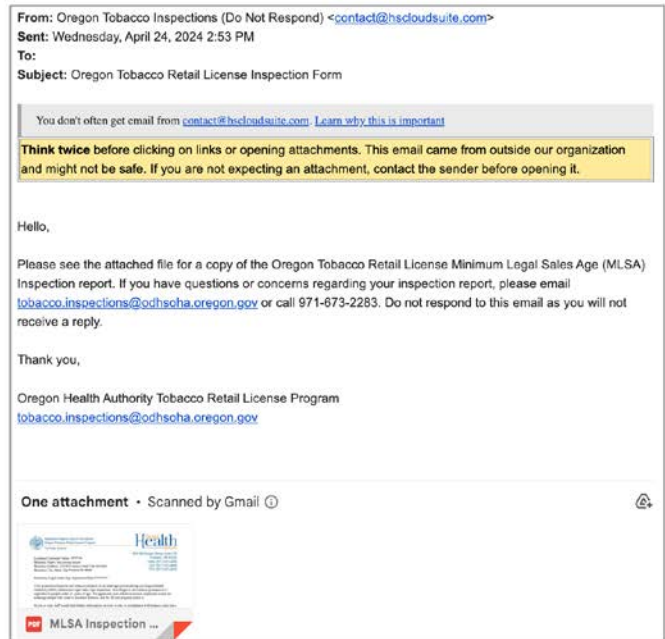 From: Oregon Tobacco Inspections (Do Not Respond) <contact@hscloudsuite.com>
Sent: Wednesday, April 24, 2024 2:53 PM
To:
Subject: Oregon Tobacco Retail License Inspection Form
You don't often get email from contact@hscloudsuite.com. Learn why this is important
Think twice before clicking on links or opening attachments. This email came from outside our organization
and might not be safe. If you are not expecting an attachment, contact the sender before opening it.
Hello,
Please see the attached file for a copy of the Oregon Tobacco Retail License Minimum Legal Sales Age (MLSA)
Inspection report. If you have questions or concerns regarding your inspection report, please email
tobacco.inspections@odhsoha.oregon.gov or call 971-673-2283. Do not respond to this email as you will not
receive a reply.
Thank you,
Oregon Health Authority Tobacco Retail License Program
tobacco.inspections@odhsoha.oregon.gov
One attachment • Scanned by Gmail
Health
PDF MLSA Inspection ...